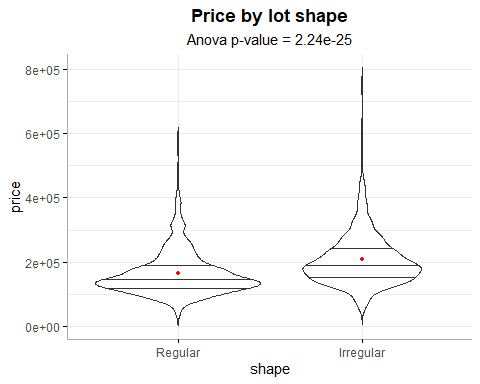 Price by lot shape
Anova p-value = 2.24e-25
8e+05
6e+05
4e+05
2e+05
0e+00
price
Regular
Irregular
shape